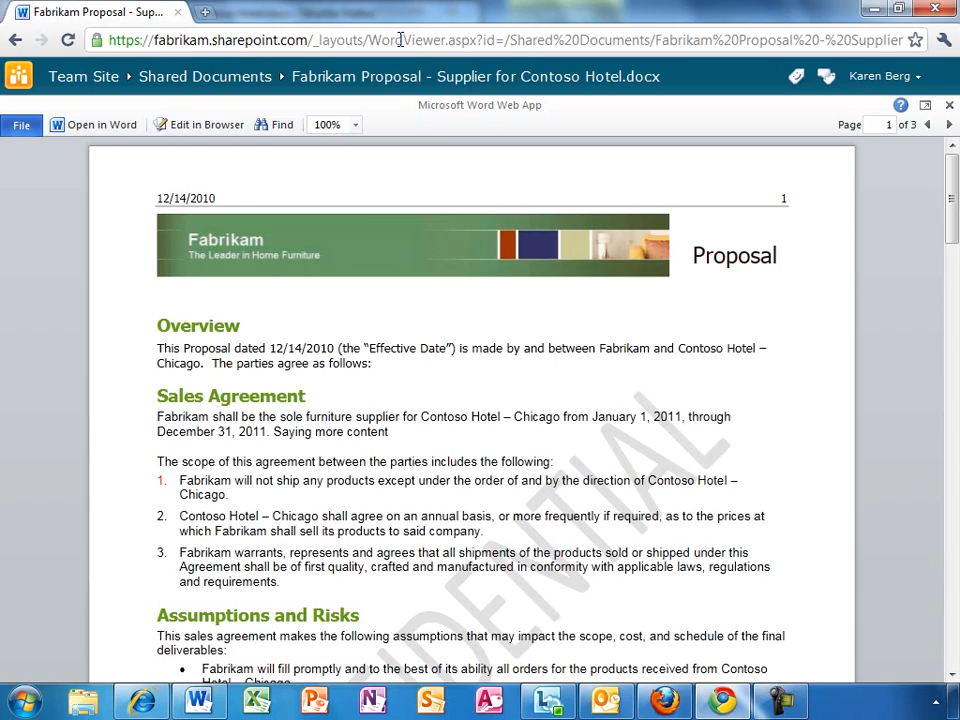 Fabrikam Proposal - Sup...
https://fabrikam.sharepoint.com/_layouts/WordViewer.aspx?id=/Shared%20Documents/Fabrikam%20Proposal%20-%20Supplier
Team Site ▸ Shared Documents ▸ Fabrikam Proposal - Supplier for Contoso Hotel.docx
Karen Berg
Microsoft Word Web App
File Open in Word Edit in Browser Find 100% Page 1 of 3
12/14/2010 1
Fabrikam
The Leader in Home Furniture
Proposal
Overview
This Proposal dated 12/14/2010 (the “Effective Date”) is made by and between Fabrikam and Contoso Hotel –
Chicago. The parties agree as follows:
Sales Agreement
Fabrikam shall be the sole furniture supplier for Contoso Hotel – Chicago from January 1, 2011, through
December 31, 2011. Saying more content
The scope of this agreement between the parties includes the following:
1. Fabrikam will not ship any products except under the order of and by the direction of Contoso Hotel –
Chicago.
2. Contoso Hotel – Chicago shall agree on an annual basis, or more frequently if required, as to the prices at
which Fabrikam shall sell its products to said company.
3. Fabrikam warrants, represents and agrees that all shipments of the products sold or shipped under this
Agreement shall be of first quality, crafted and manufactured in conformity with applicable laws, regulations
and requirements.
Assumptions and Risks
This sales agreement makes the following assumptions that may impact the scope, cost, and schedule of the final
deliverables:
• Fabrikam will fill promptly and to the best of its ability all orders for the products received from Contoso
Hotel – Chicago.
IDENTIAL